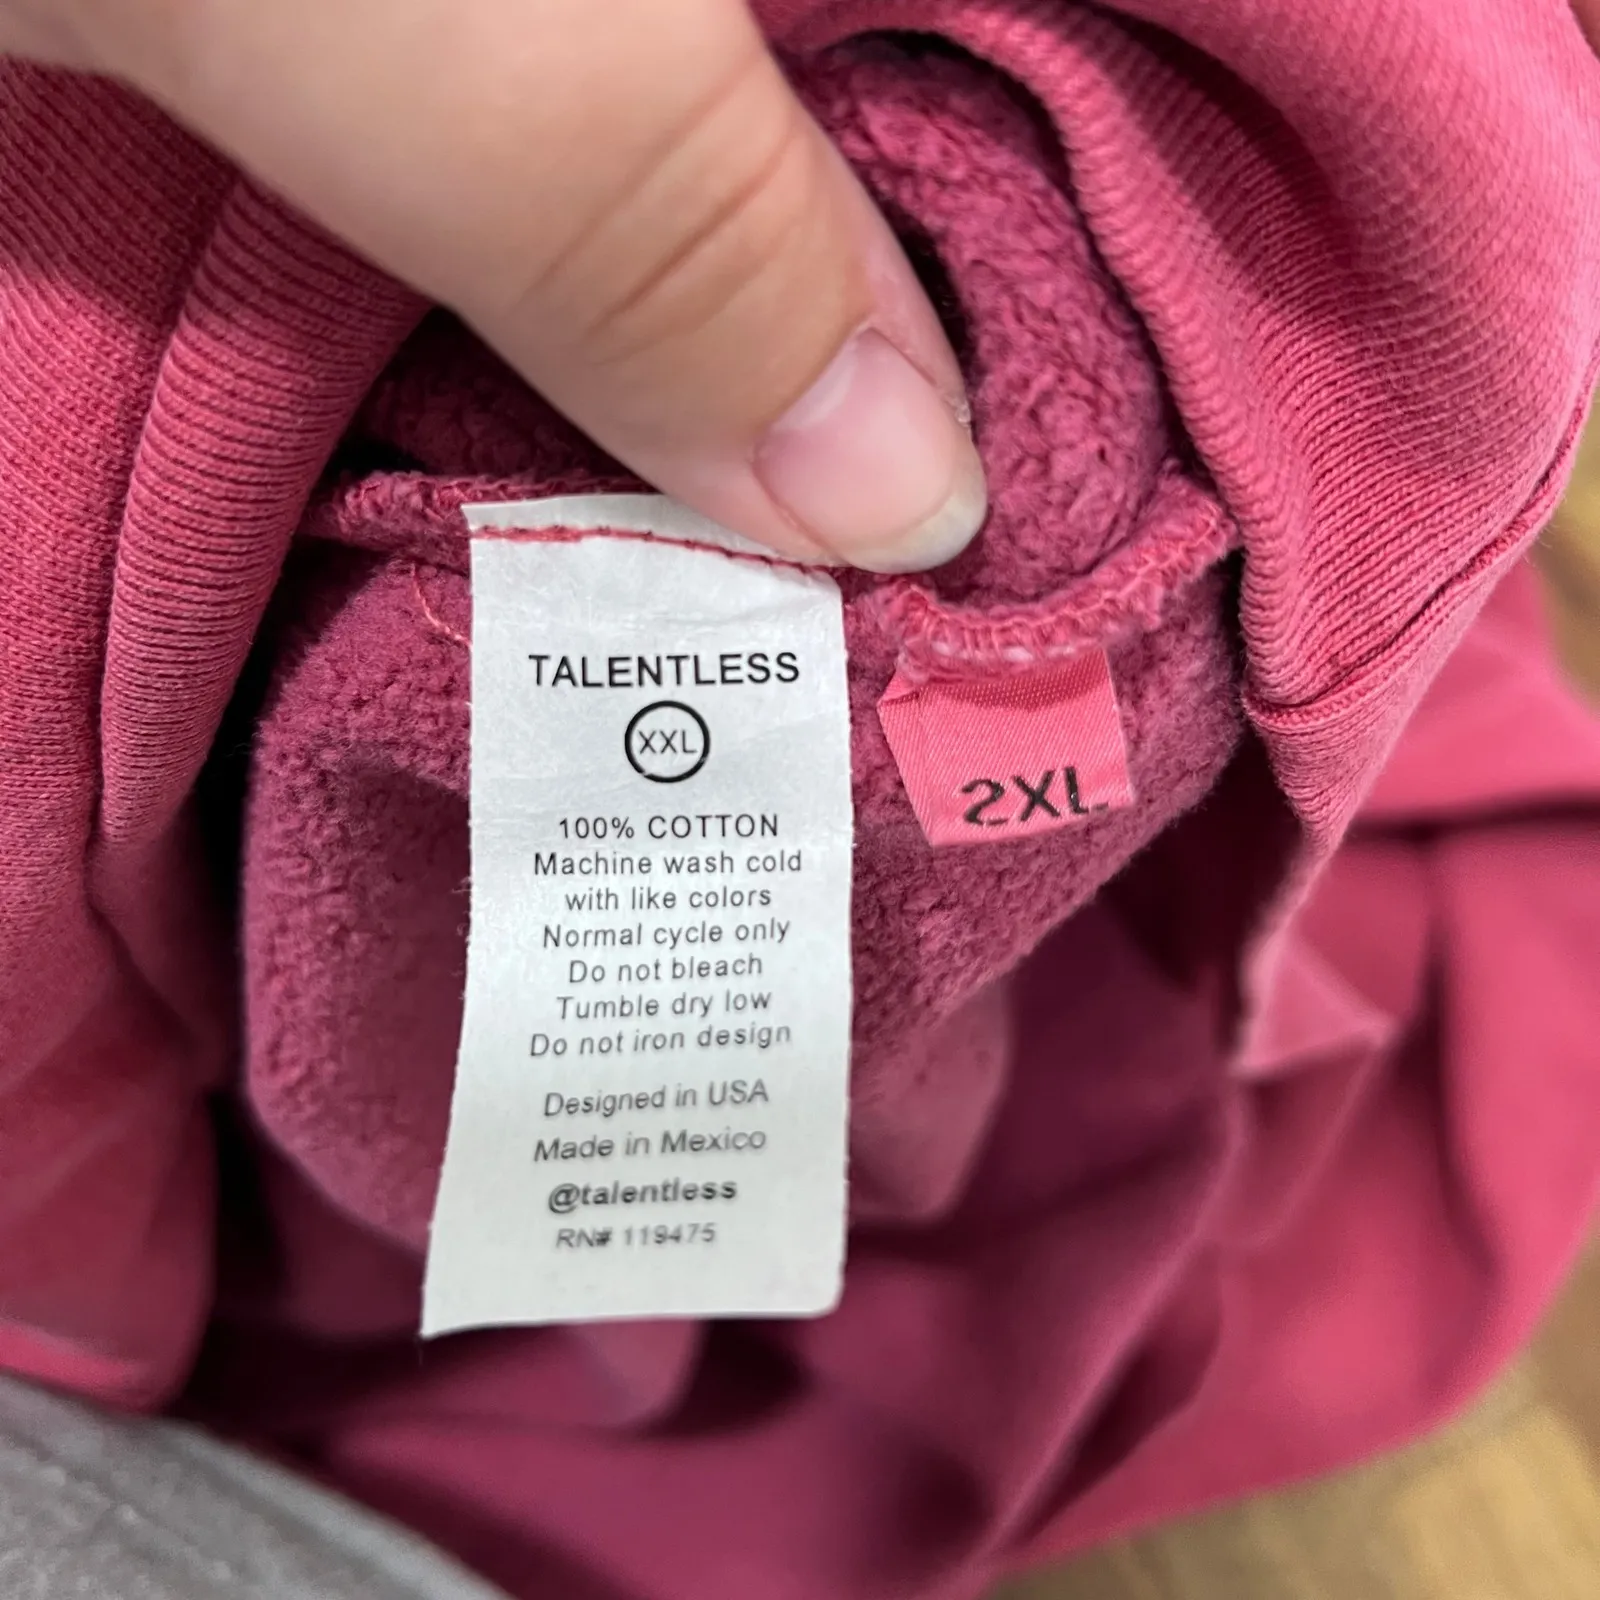 TALENTLESS
XXL
100% COTTON
Machine wash cold
with like colors
Normal cycle only
Do not bleach
Tumble dry low
Do not iron design
Designed in USA
Made in Mexico
@talentless
RN# 119475
2XL